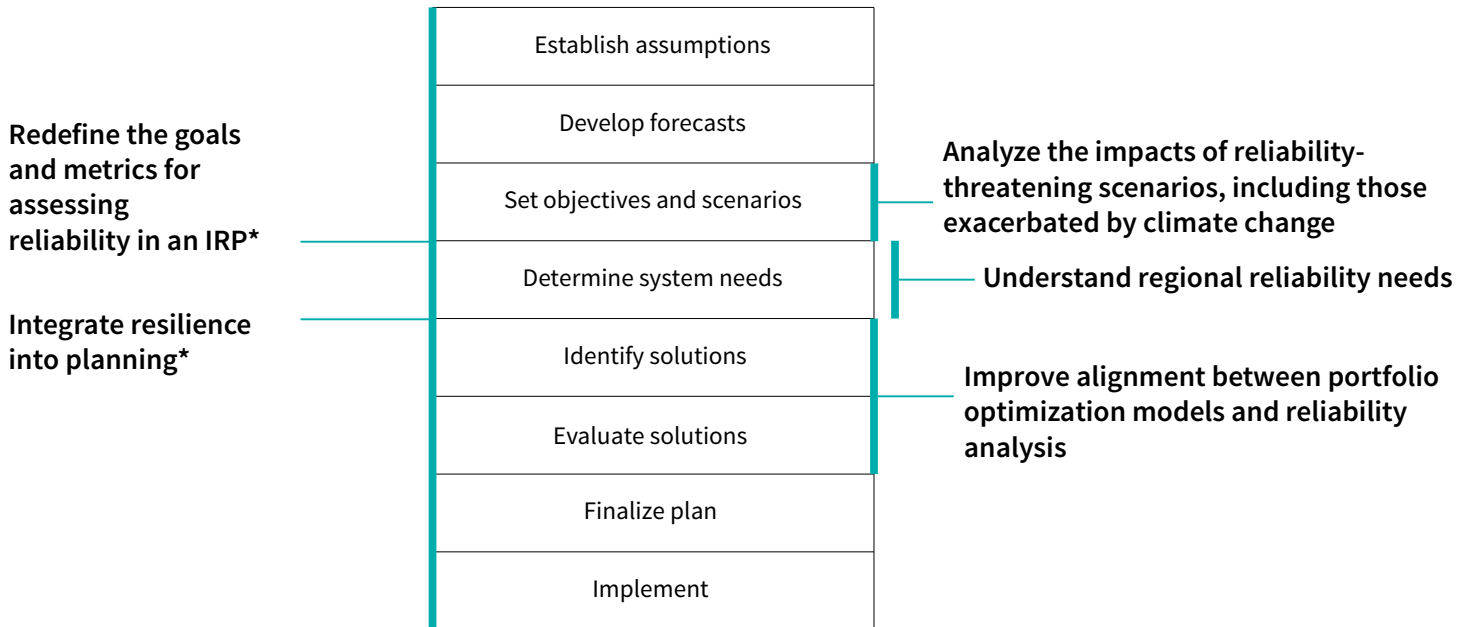 Redefine the goals
and metrics for
assessing
reliability in an IRP*
Integrate resilience
into planning*
Establish assumptions
Develop forecasts
Set objectives and scenarios
Determine system needs
Identify solutions
Evaluate solutions
Finalize plan
Implement
Analyze the impacts of reliability-
threatening scenarios, including those
exacerbated by climate change
Understand regional reliability needs
Improve alignment between portfolio
optimization models and reliability
analysis